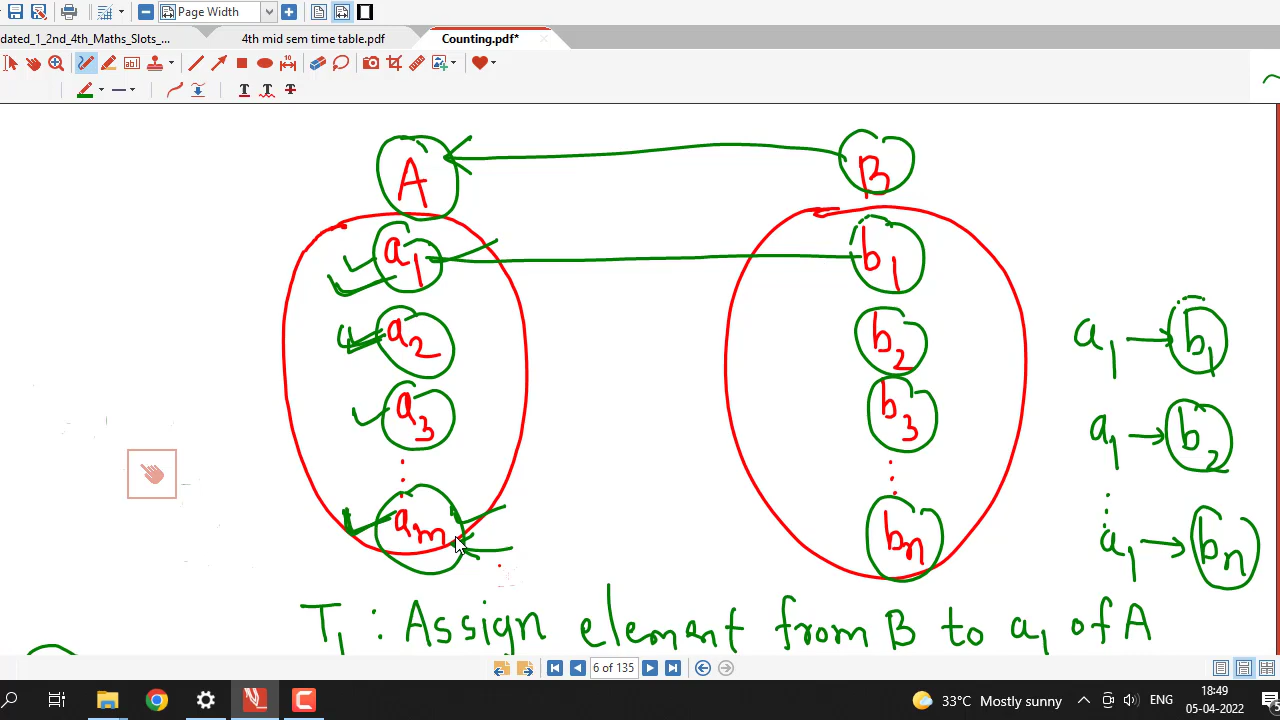 Page Width
dated_1_2nd_4th_Maths_Slots_...
4th mid sem time table.pdf
Counting.pdf*
10
T T T
A B
a1 b1
a2 b2
a1 → b1
a3 b3
a1 → b2
am bn
a1 → bn
T1 : Assign element from B to a1 of A
6 of 135
33°C Mostly sunny
ENG
18:49
05-04-2022